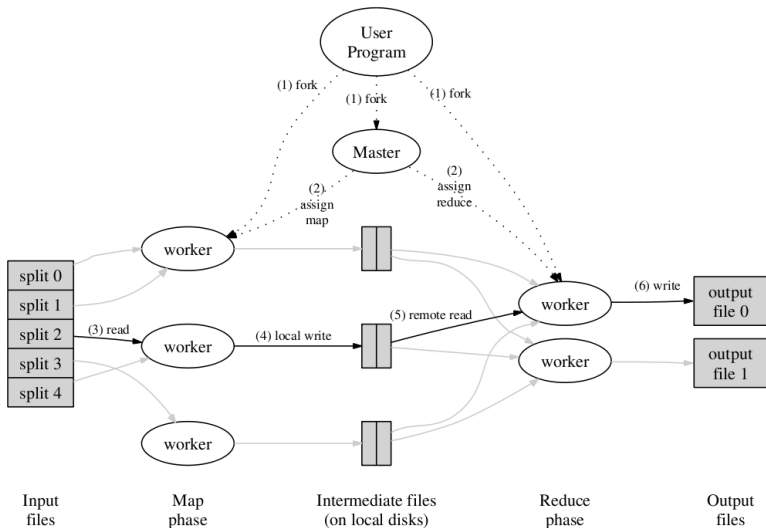 User
Program
(1) fork
(1) fork
(1) fork
Master
(2)
assign
map
(2)
assign
reduce
worker
split 0
split 1
split 2
split 3
split 4
(3) read
worker
(4) local write
(5) remote read
worker
(6) write
output
file 0
worker
output
file 1
worker
Input
files
Map
phase
Intermediate files
(on local disks)
Reduce
phase
Output
files